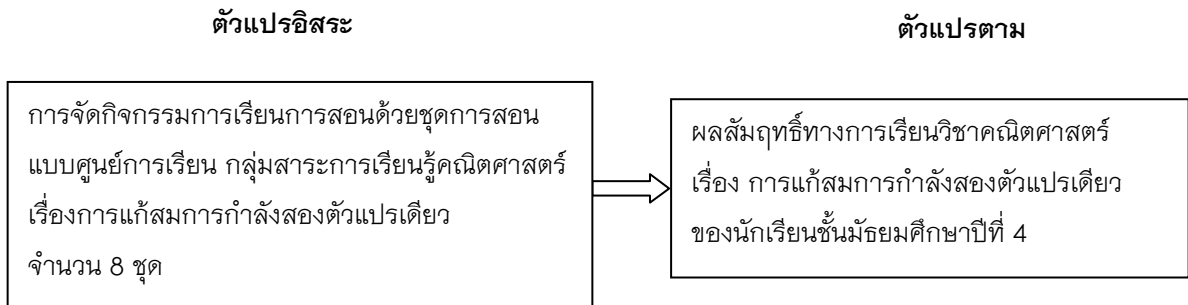 ตัวแปรอิสระ
ตัวแปรตาม
การจัดกิจกรรมการเรียนการสอนด้วยชุดการสอน
แบบศูนย์การเรียน กลุ่มสาระการเรียนรู้คณิตศาสตร์
เรื่องการแก้สมการกำลังสองตัวแปรเดียว
จำนวน 8 ชุด
ผลสัมฤทธิ์ทางการเรียนวิชาคณิตศาสตร์
เรื่อง การแก้สมการกำลังสองตัวแปรเดียว
ของนักเรียนชั้นมัธยมศึกษาปีที่ 4